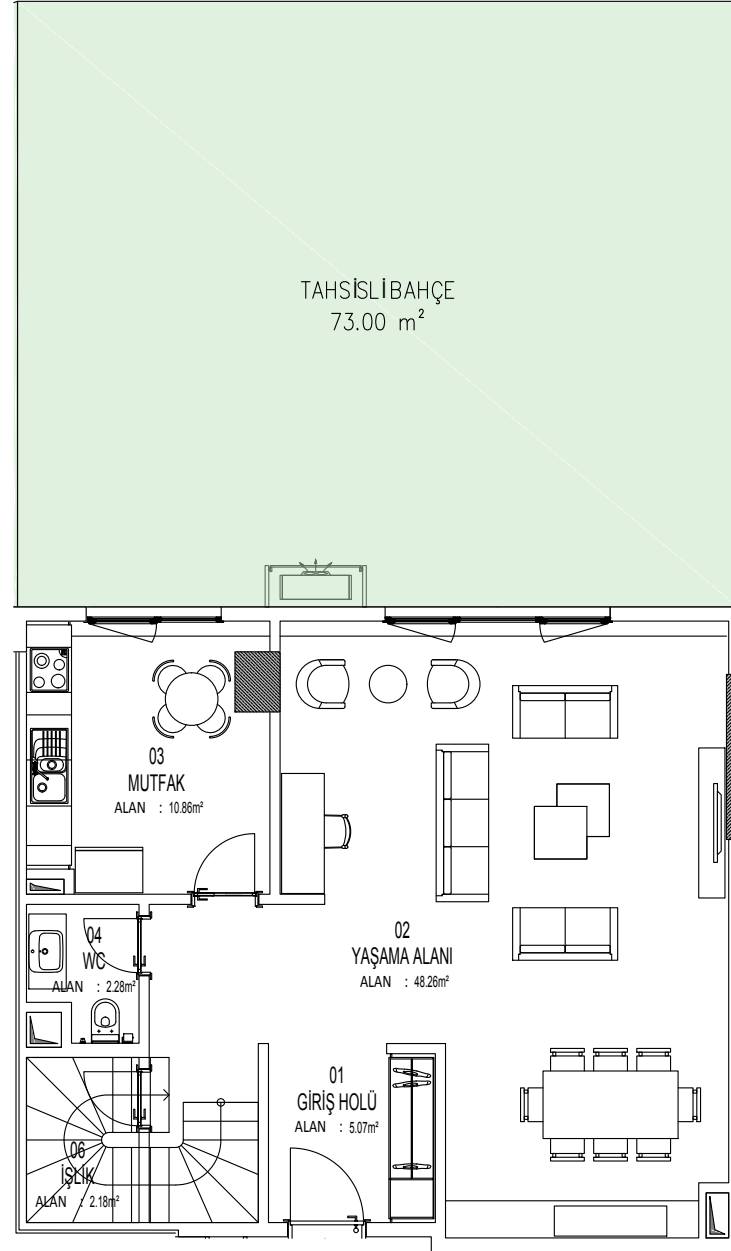 TAHSİSLİ BAHÇE
73.00 m²
03
MUTFAK
ALAN : 10.86m²
04
WC
ALAN : 2.28m²
02
YAŞAMA ALANI
ALAN : 48.26m²
01
GİRİŞ HOLÜ
ALAN : 5.07m²
06
İŞLİK
ALAN : 2.18m²